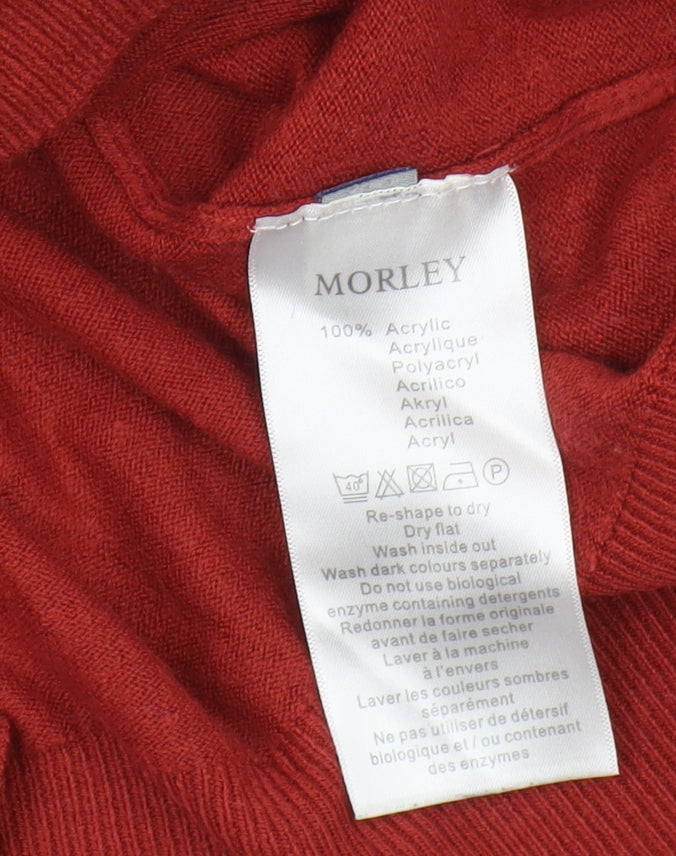 MORLEY
100% Acrylic
Acrylique
Polyacryl
Acrilico
Akryl
Acrilica
Acryl
40° P
Re-shape to dry
Dry flat
Wash inside out
Wash dark colours separately
Do not use biological
enzyme containing detergents
Redonner la forme originale
avant de faire secher
Laver à la machine
à l'envers
Laver les couleurs sombres
séparément
Ne pas utiliser de détersif
biologique et / ou contenant
des enzymes